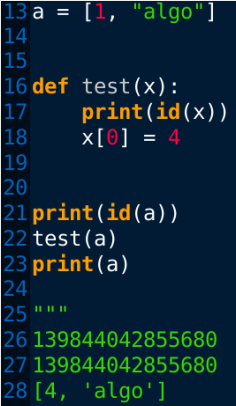 13 a = [1, "algo"]
14
15
16 def test(x):
17     print(id(x))
18     x[0] = 4
19
20
21 print(id(a))
22 test(a)
23 print(a)
24
25 """
26 139844042855680
27 139844042855680
28 [4, 'algo']